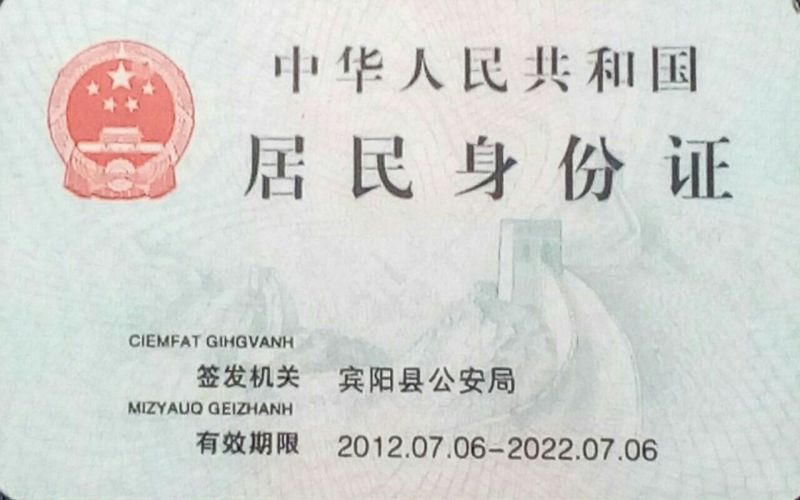 中华人民共和国
居民身份证
CIEMFAT GIHGVANH
签发机关 宾阳县公安局
MIZYAUQ GEIZHANH
有效期限 2012.07.06-2022.07.06